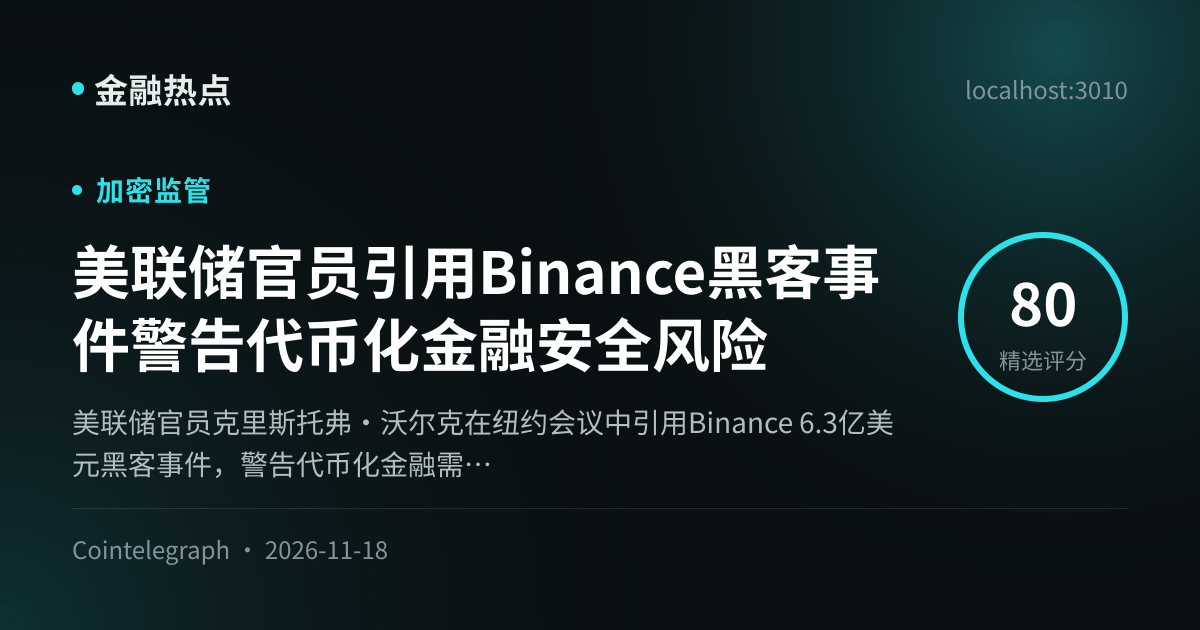 金融热点
localhost:3010
加密监管
美联储官员引用Binance黑客事
件警告代币化金融安全风险
80
精选评分
美联储官员克里斯托弗·沃尔克在纽约会议中引用Binance 6.3亿美
元黑客事件，警告代币化金融需…
Cointelegraph · 2026-11-18